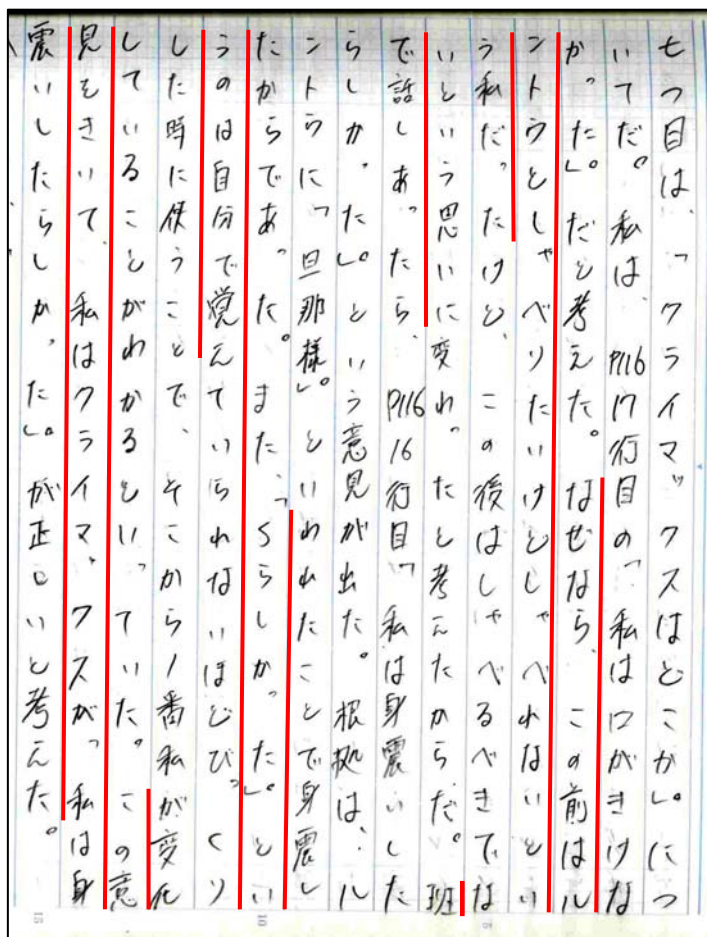 七つ目は、「クライマックスはどこか」。につ
いてだ。私は、P116 17行目の「私は口がきけな
かった」。だと考えた。なぜなら、この前はル
ントウとしゃべりたいけどしゃべれないとい
う私だったけど、この後はしゃべるべきでな
いという思いに変わったと考えたからだ。班
で話しあったら、P116 16行目「私は身震いした
らしかった」。という意見が出た。根拠は、ル
ントウに「旦那様」。といわれたことで身震し
たからであった。また、「〜らしかった」。とい
うのは自分で覚えていられないほどびっくり
した時に使うことで、そこから1番私が変化
していることがわかるといっていた。この意
見をきいて、私はクライマックスが「私は身
震いしたらしかった」。が正しいと考えた。
5
10
15